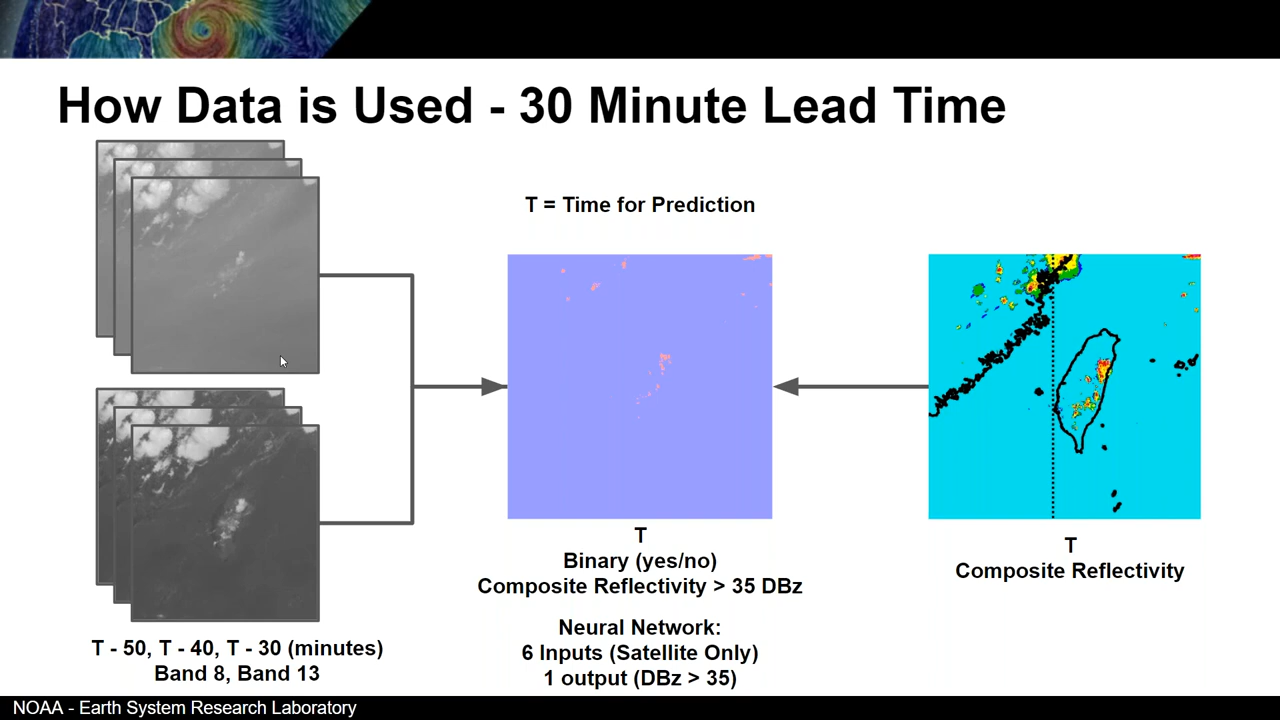 How Data is Used - 30 Minute Lead Time
T = Time for Prediction
T
Binary (yes/no)
Composite Reflectivity > 35 DBz
T
Composite Reflectivity
Neural Network:
6 Inputs (Satellite Only)
1 output (DBz > 35)
T - 50, T - 40, T - 30 (minutes)
Band 8, Band 13
NOAA - Earth System Research Laboratory